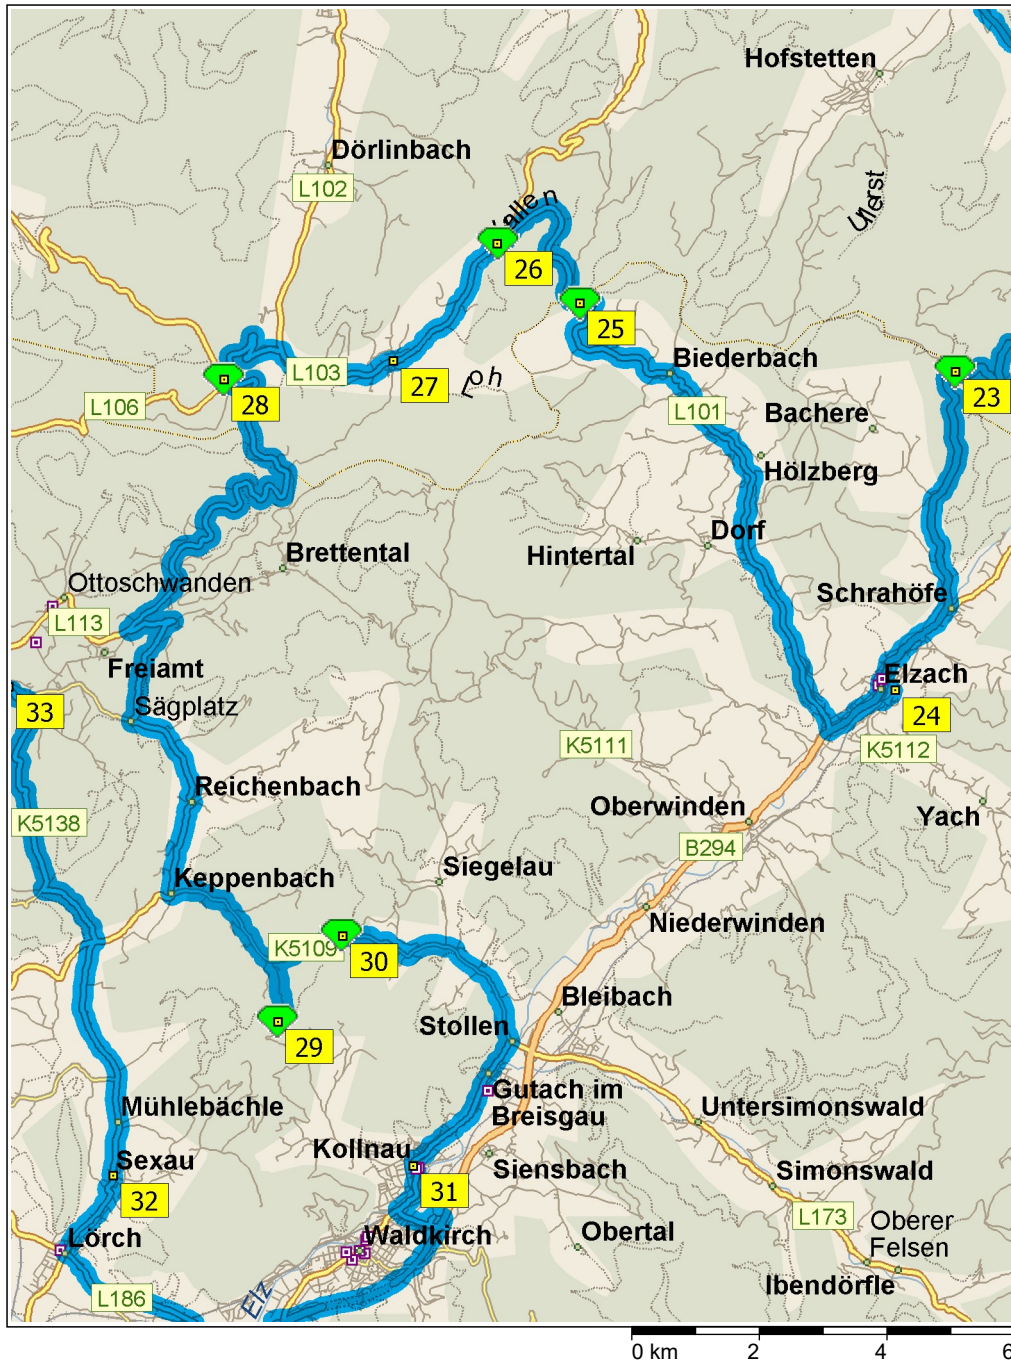 Hofstetten
Dörlinbach
L102
allen
Uferst
26
25
Biederbach
L103
27
Loh
23
L106
28
L101
Bachere
Hölzberg
Dorf
Brettental
Hintertal
Ottoschwanden
Schrahöfe
L113
Freiamt
Elzach
33
Sägplatz
24
K5111
K5112
Reichenbach
Oberwinden
Yach
K5138
B294
Siegelau
Keppenbach
Niederwinden
K5109
30
Bleibach
Stollen
29
Gutach im
Breisgau
Mühlebächle
Untersimonswald
Kollnau
Sexau
Siensbach
Simonswald
31
32
L173
Oberer
Felsen
Lörch
Waldkirch
Obertal
Ibendörfle
L186
Elz
0 km 2 4 6